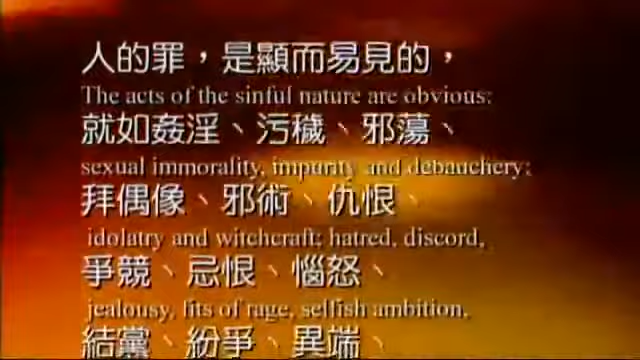 人的罪，是顯而易見的，
The acts of the sinful nature are obvious:
就如姦淫、污穢、邪蕩、
sexual immorality, impurity and debauchery;
拜偶像、邪術、仇恨、
idolatry and witchcraft; hatred, discord,
爭競、忌恨、惱怒、
jealousy, fits of rage, selfish ambition,
結黨、紛爭、異端、